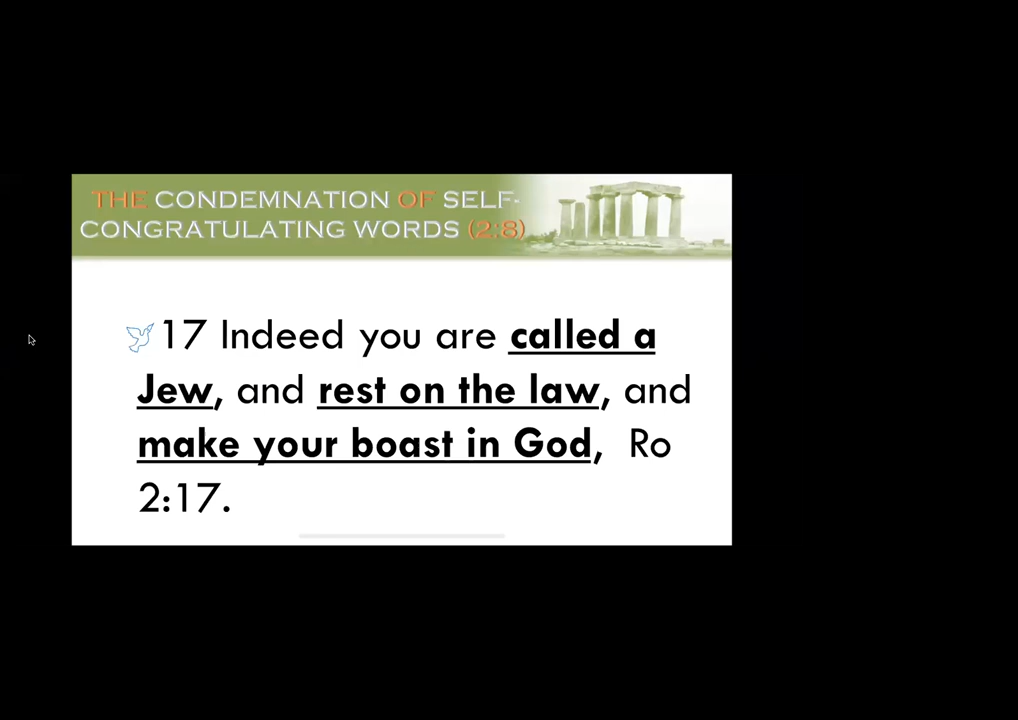 THE CONDEMNATION OF SELF-
CONGRATULATING WORDS (2:8)
17 Indeed you are called a
Jew, and rest on the law, and
make your boast in God, Ro
2:17.